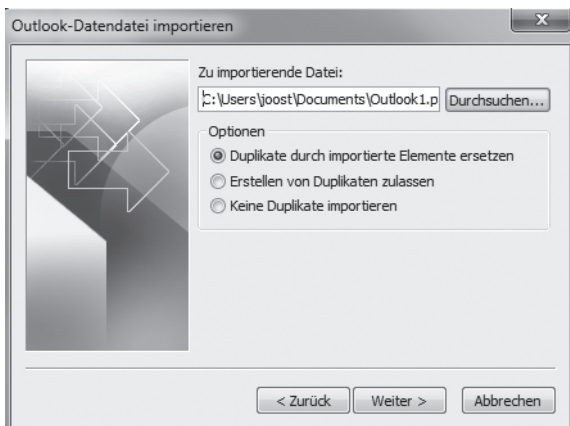 Outlook-Datendatei importieren
Zu importierende Datei:
C:\Users\joost\Documents\Outlook1.p
Durchsuchen...
Optionen
Duplikate durch importierte Elemente ersetzen
Erstellen von Duplikaten zulassen
Keine Duplikate importieren
< Zurück
Weiter >
Abbrechen